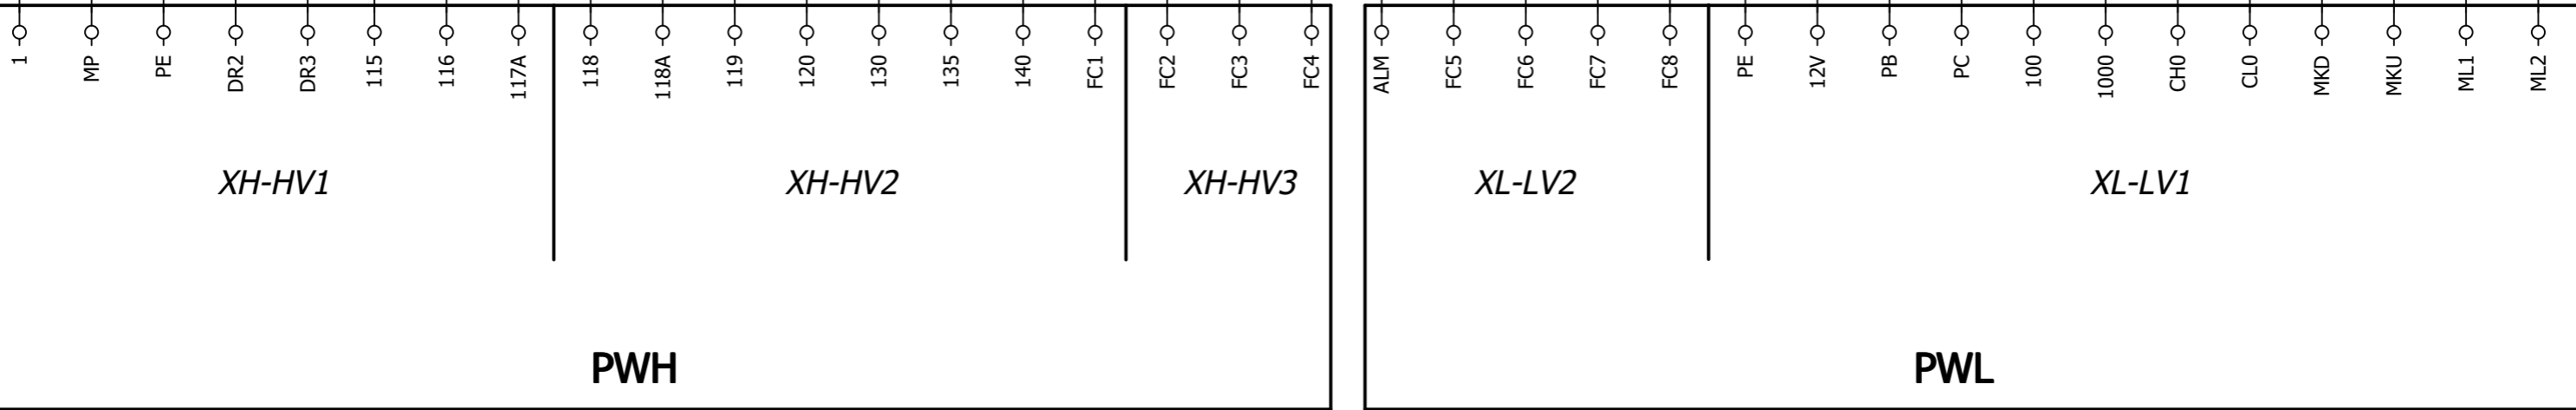 1 MP PE DR2 DR3 115 116 117A 118 118A 119 120 130 135 140 FC1 FC2 FC3 FC4 ALM FC5 FC6 FC7 FC8 PE 12V PB PC 100 1000 CH0 CL0 MKD MKU ML1 ML2
XH-HV1 XH-HV2 XH-HV3 XL-LV2 XL-LV1
PWH PWL